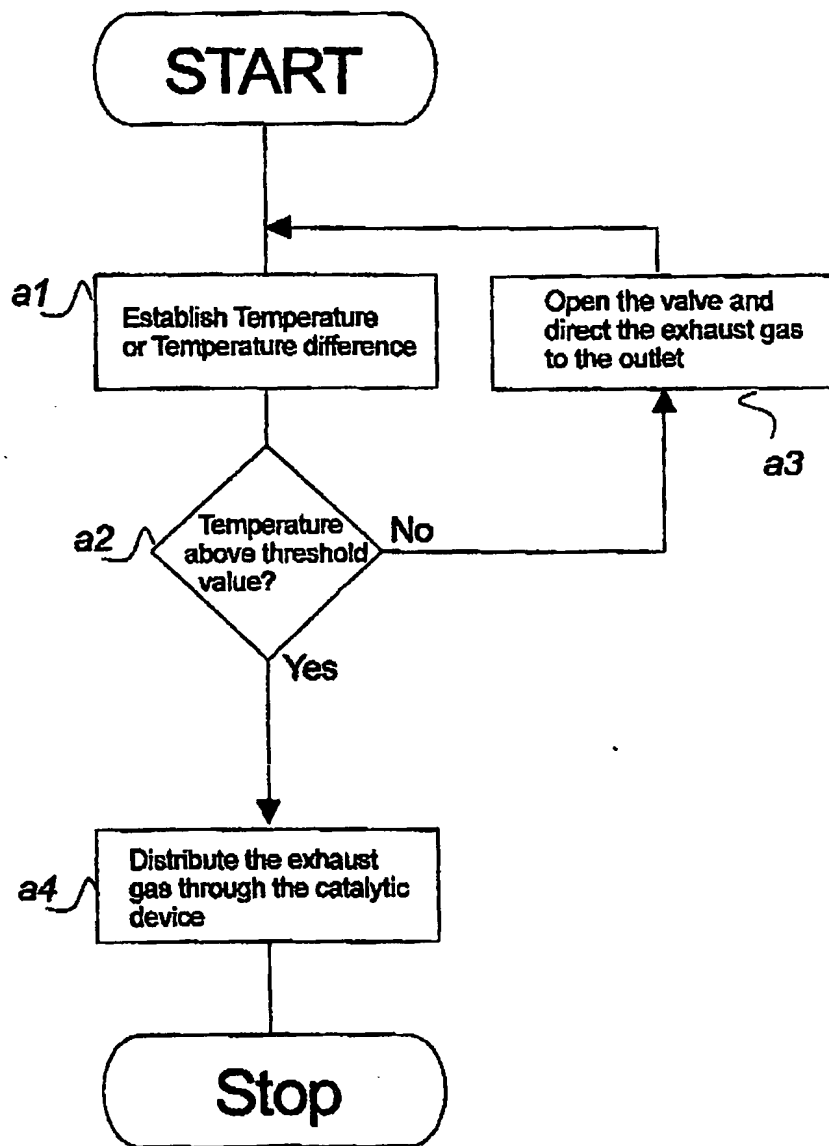 START
a1
Establish Temperature
or Temperature difference
Open the valve and
direct the exhaust gas
to the outlet
a3
a2
Temperature
above threshold
value?
No
Yes
a4
Distribute the exhaust
gas through the catalytic
device
Stop